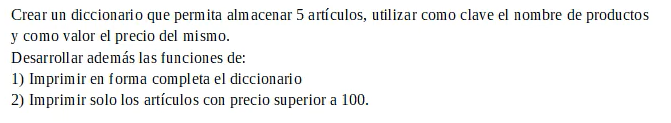 Crear un diccionario que permita almacenar 5 artículos, utilizar como clave el nombre de productos
y como valor el precio del mismo.
Desarrollar además las funciones de:
1) Imprimir en forma completa el diccionario
2) Imprimir solo los artículos con precio superior a 100.